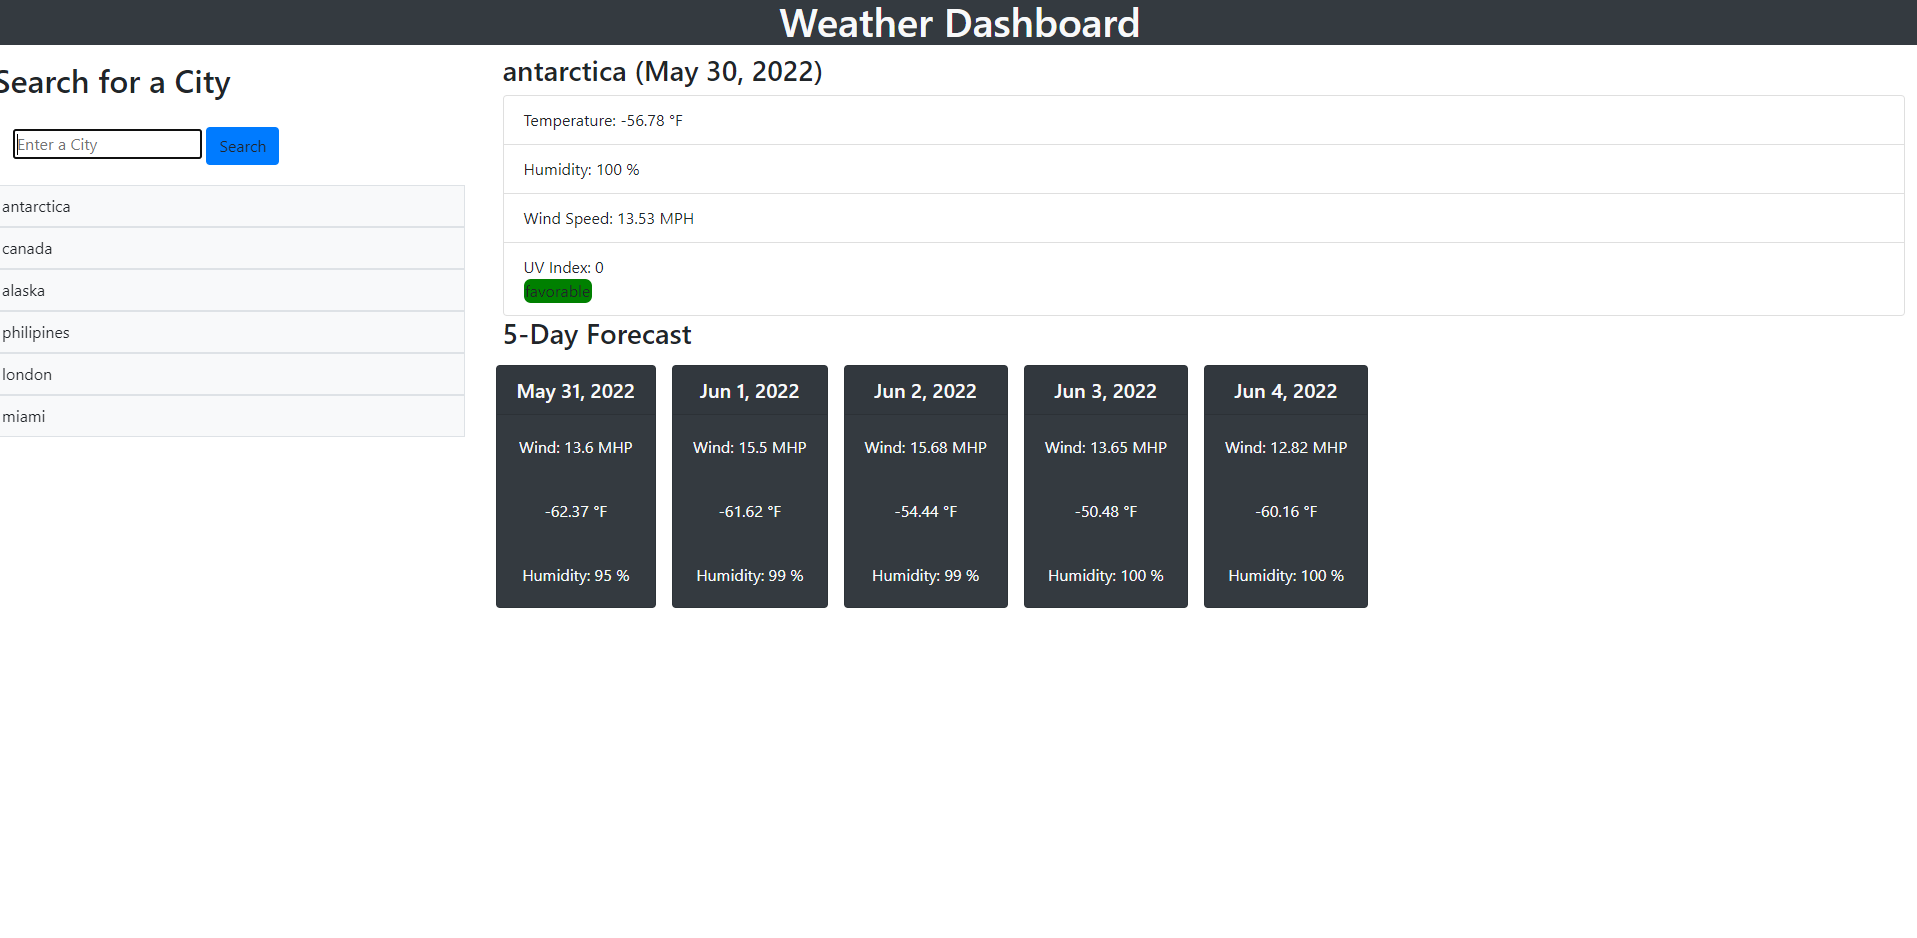 Weather Dashboard
Search for a City
Enter a City
Search
antarctica
canada
alaska
philipines
london
miami
antarctica (May 30, 2022)
Temperature: -56.78 °F
Humidity: 100 %
Wind Speed: 13.53 MPH
UV Index: 0
favorable
5-Day Forecast
May 31, 2022
Wind: 13.6 MHP
-62.37 °F
Humidity: 95 %
Jun 1, 2022
Wind: 15.5 MHP
-61.62 °F
Humidity: 99 %
Jun 2, 2022
Wind: 15.68 MHP
-54.44 °F
Humidity: 99 %
Jun 3, 2022
Wind: 13.65 MHP
-50.48 °F
Humidity: 100 %
Jun 4, 2022
Wind: 12.82 MHP
-60.16 °F
Humidity: 100 %